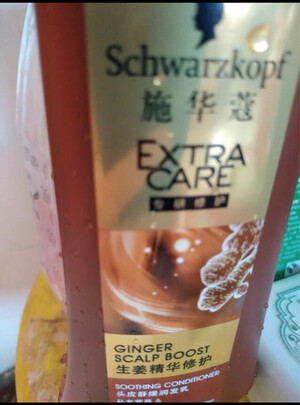 Schwarzkopf
施华蔻
EXTRA
CARE
专研修护
GINGER
SCALP BOOST
生姜精华修护
SOOTHING CONDITIONER
头皮舒缓润发乳